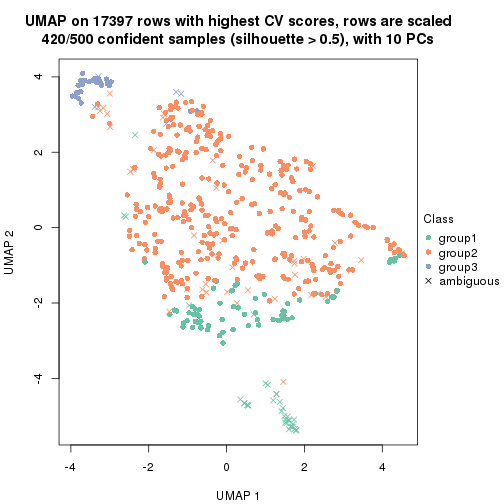 UMAP on 17397 rows with highest CV scores, rows are scaled
420/500 confident samples (silhouette > 0.5), with 10 PCs
4
2
0
-2
-4
UMAP 2
-4
-2
0
2
4
UMAP 1
Class
group1
group2
group3
ambiguous